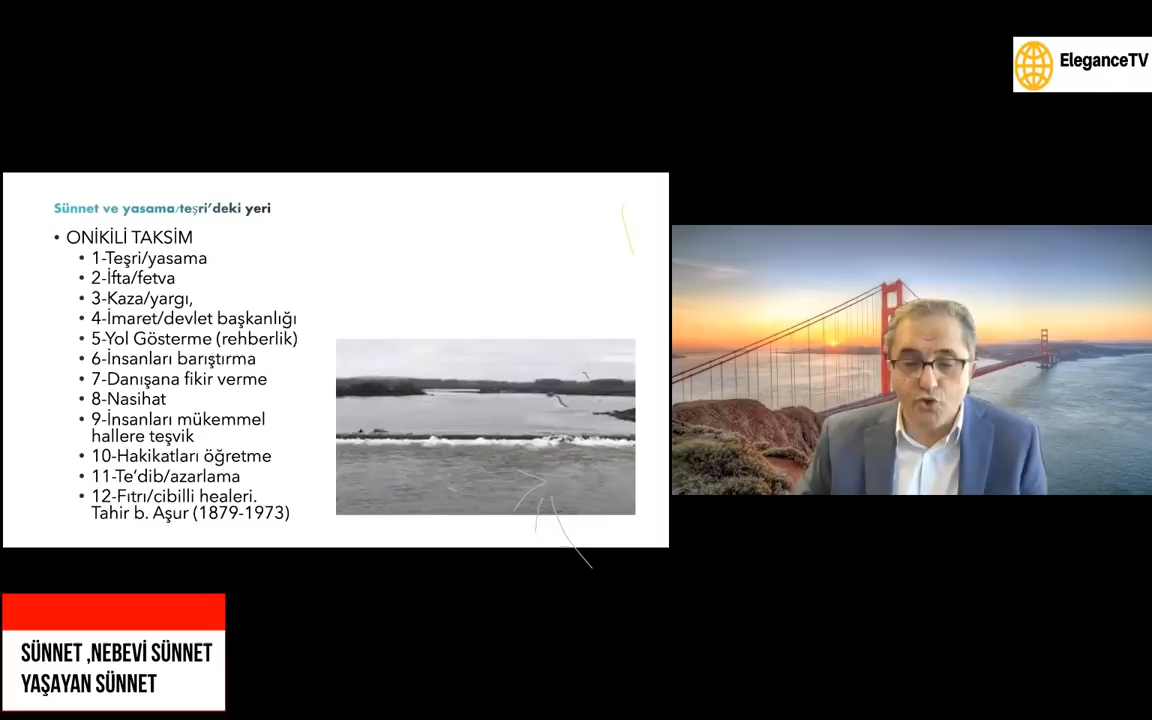 EleganceTV
Sünnet ve yasama/teşri'deki yeri
• ONİKİLİ TAKSİM
• 1-Teşri/yasama
• 2-İfta/fetva
• 3-Kaza/yargı,
• 4-İmaret/devlet başkanlığı
• 5-Yol Gösterme (rehberlik)
• 6-İnsanları barıştırma
• 7-Danışana fikir verme
• 8-Nasihat
• 9-İnsanları mükemmel
hallere teşvik
• 10-Hakikatları öğretme
• 11-Te'dib/azarlama
• 12-Fıtrı/cibilli healeri.
Tahir b. Aşur (1879-1973)
SÜNNET ,NEBEVİ SÜNNET
YAŞAYAN SÜNNET